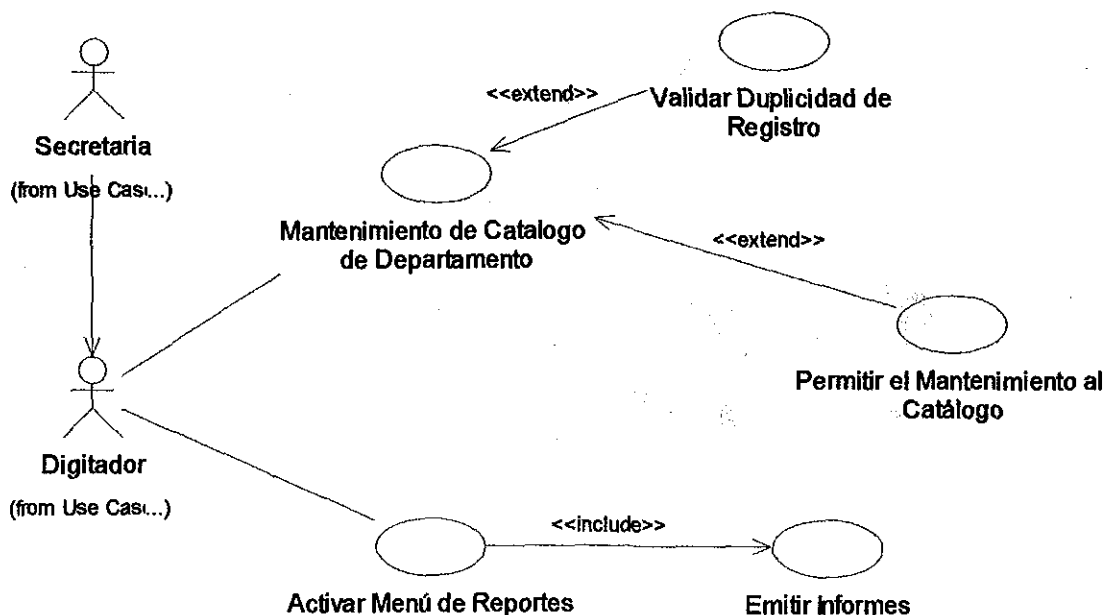 <<extend>>
Validar Duplicidad de
Registro
Secretaria
(from Use Cas...)
Mantenimiento de Catalogo
de Departamento
<<extend>>
Permitir el Mantenimiento al
Catálogo
Digitador
(from Use Cas...)
<<include>>
Activar Menú de Reportes
Emitir Informes